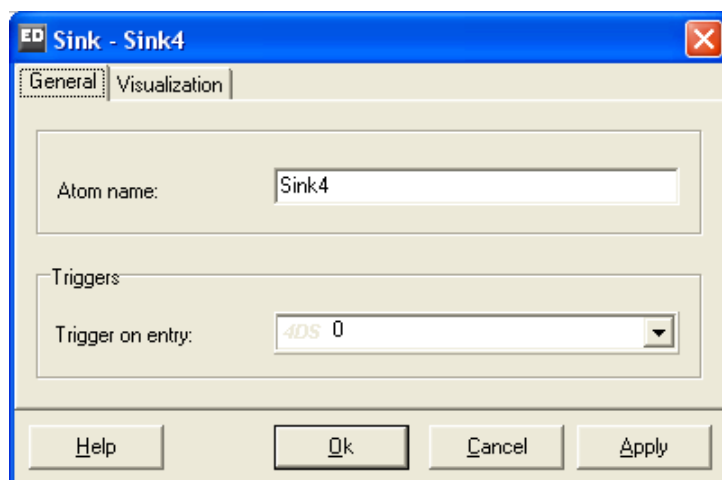 ED Sink - Sink4
General Visualization
Atom name: Sink4
Triggers
Trigger on entry: 4DS 0
Help Ok Cancel Apply